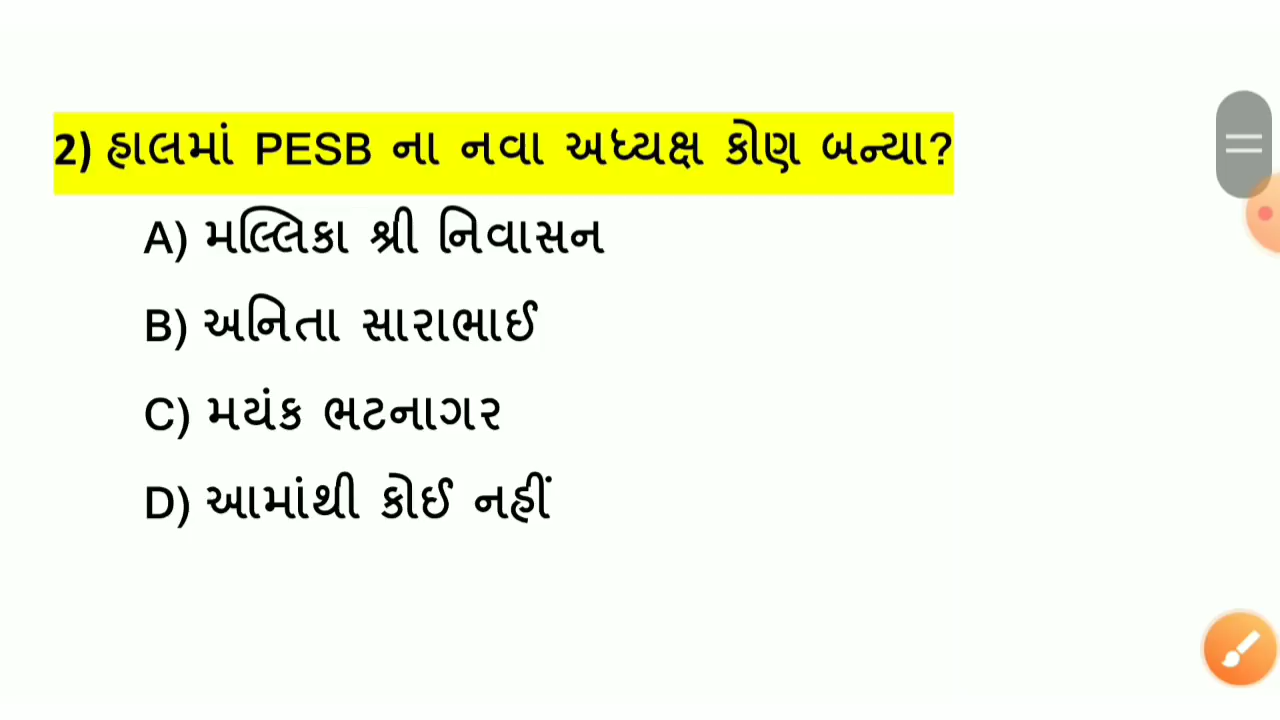 2) હાલમાં PESB ના નવા અધ્યક્ષ કોણ બન્યા?
A) મલ્લિકા શ્રી નિવાસન
B) અનિતા સારાભાઈ
C) મયંક ભટનાગર
D) આમાંથી કોઈ નહીં